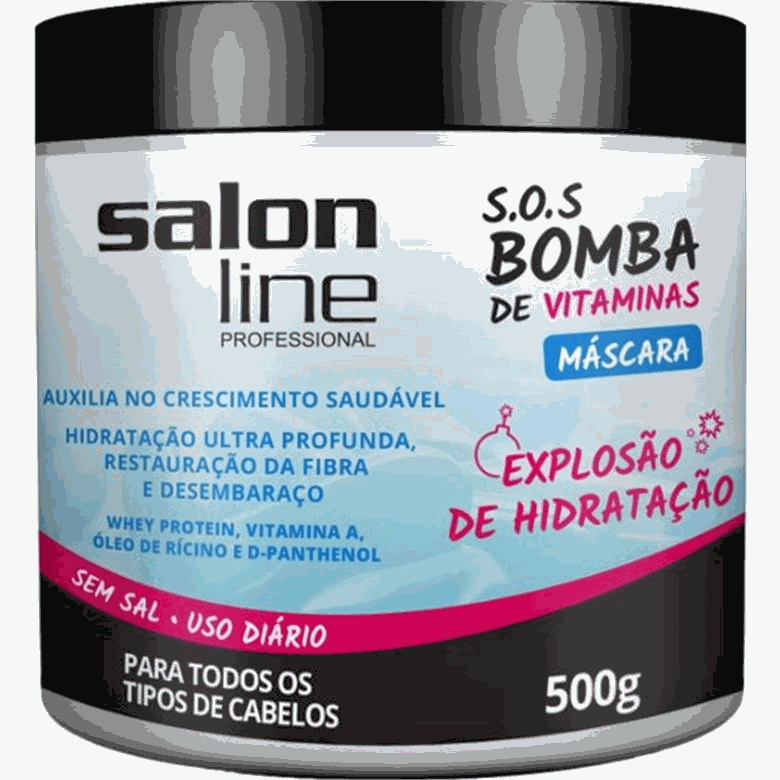 salon
line
PROFESSIONAL
S.O.S
BOMBA
DE VITAMINAS
MÁSCARA
AUXILIA NO CRESCIMENTO SAUDÁVEL
HIDRATAÇÃO ULTRA PROFUNDA,
RESTAURAÇÃO DA FIBRA
E DESEMBARAÇO
WHEY PROTEIN, VITAMINA A,
ÓLEO DE RÍCINO E D-PANTHENOL
EXPLOSÃO
DE HIDRATAÇÃO
SEM SAL • USO DIÁRIO
PARA TODOS OS
TIPOS DE CABELOS
500g